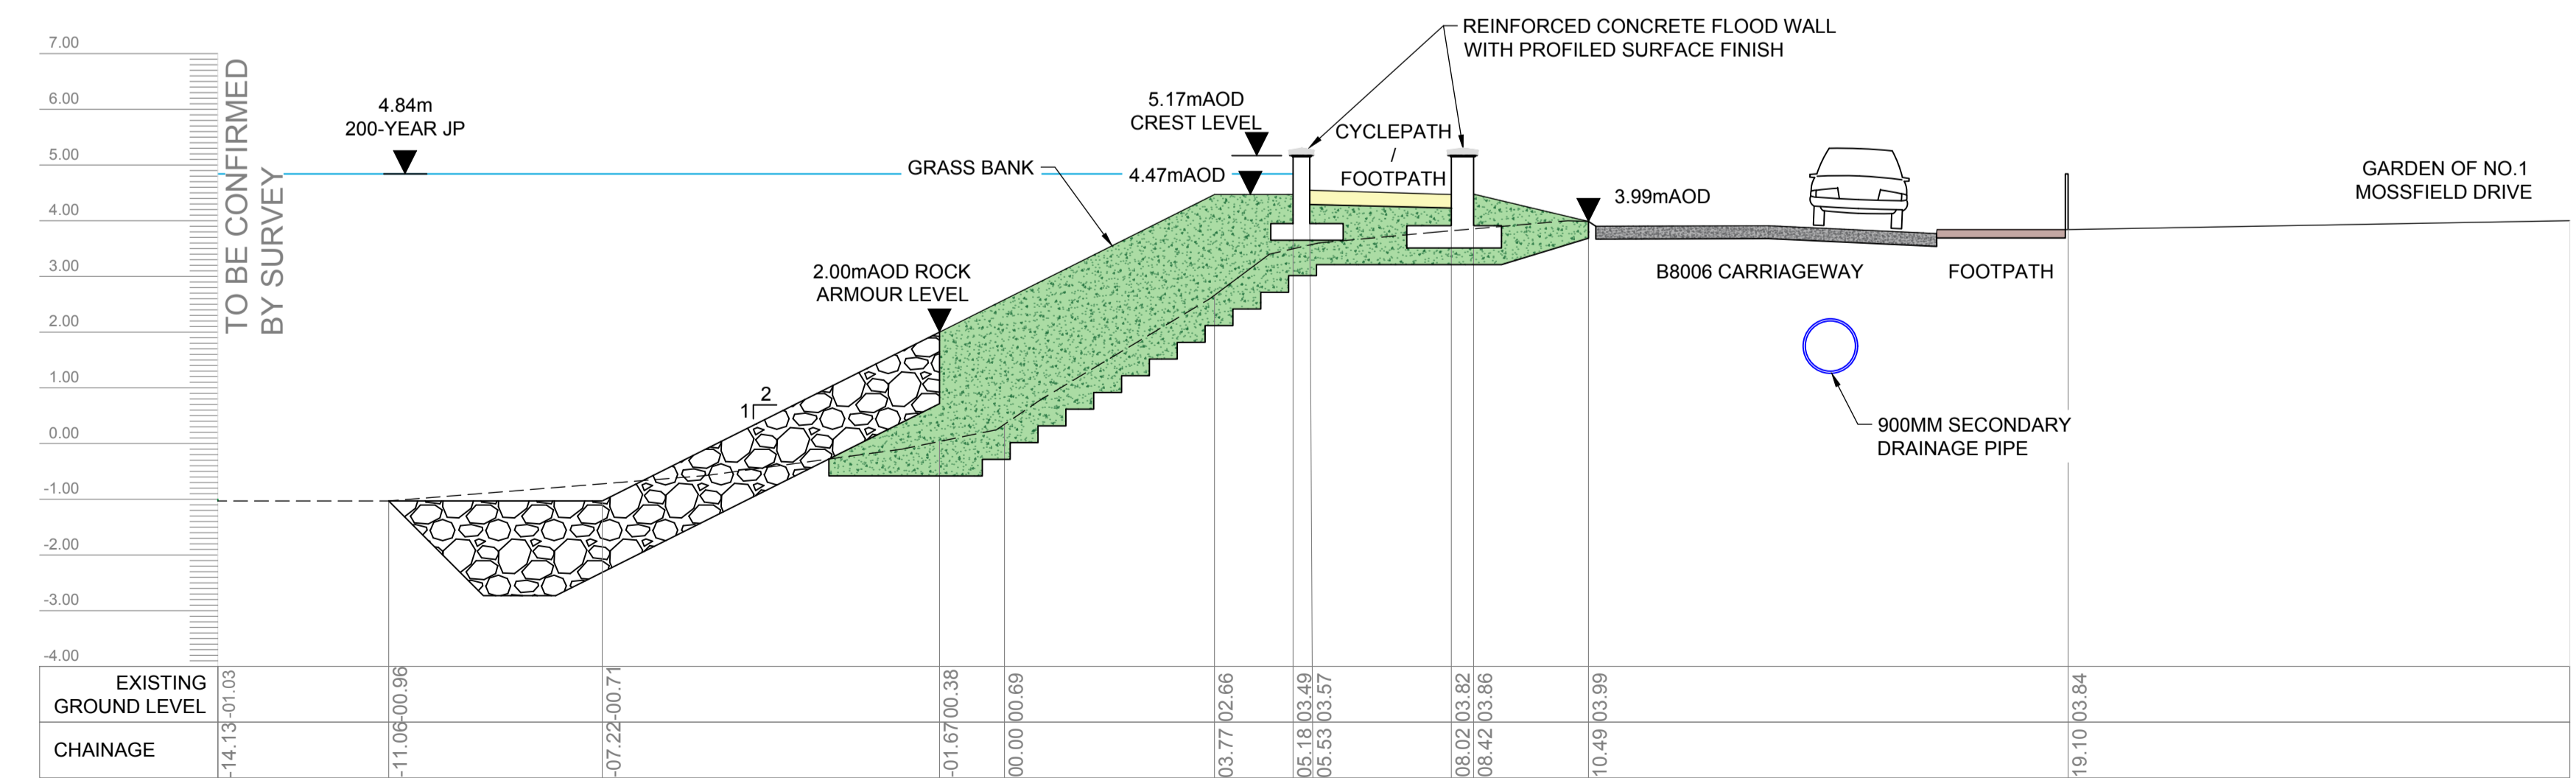 REINFORCED CONCRETE FLOOD WALL
WITH PROFILED SURFACE FINISH
7.00
6.00
5.00
4.00
3.00
2.00
1.00
0.00
-1.00
-2.00
-3.00
-4.00
TO BE CONFIRMED
BY SURVEY
4.84m
200-YEAR JP
5.17mAOD
CREST LEVEL
CYCLEPATH
/
FOOTPATH
GRASS BANK
4.47mAOD
3.99mAOD
GARDEN OF NO.1
MOSSFIELD DRIVE
2.00mAOD ROCK
ARMOUR LEVEL
B8006 CARRIAGEWAY
FOOTPATH
2
1
900MM SECONDARY
DRAINAGE PIPE
EXISTING
GROUND LEVEL
-01.03
-00.96
-00.71
00.38
00.69
02.66
03.49
03.57
03.82
03.86
03.99
03.84
CHAINAGE
-14.13
-11.06
-07.22
-01.67
00.00
03.77
05.18
05.53
08.02
08.42
10.49
19.10